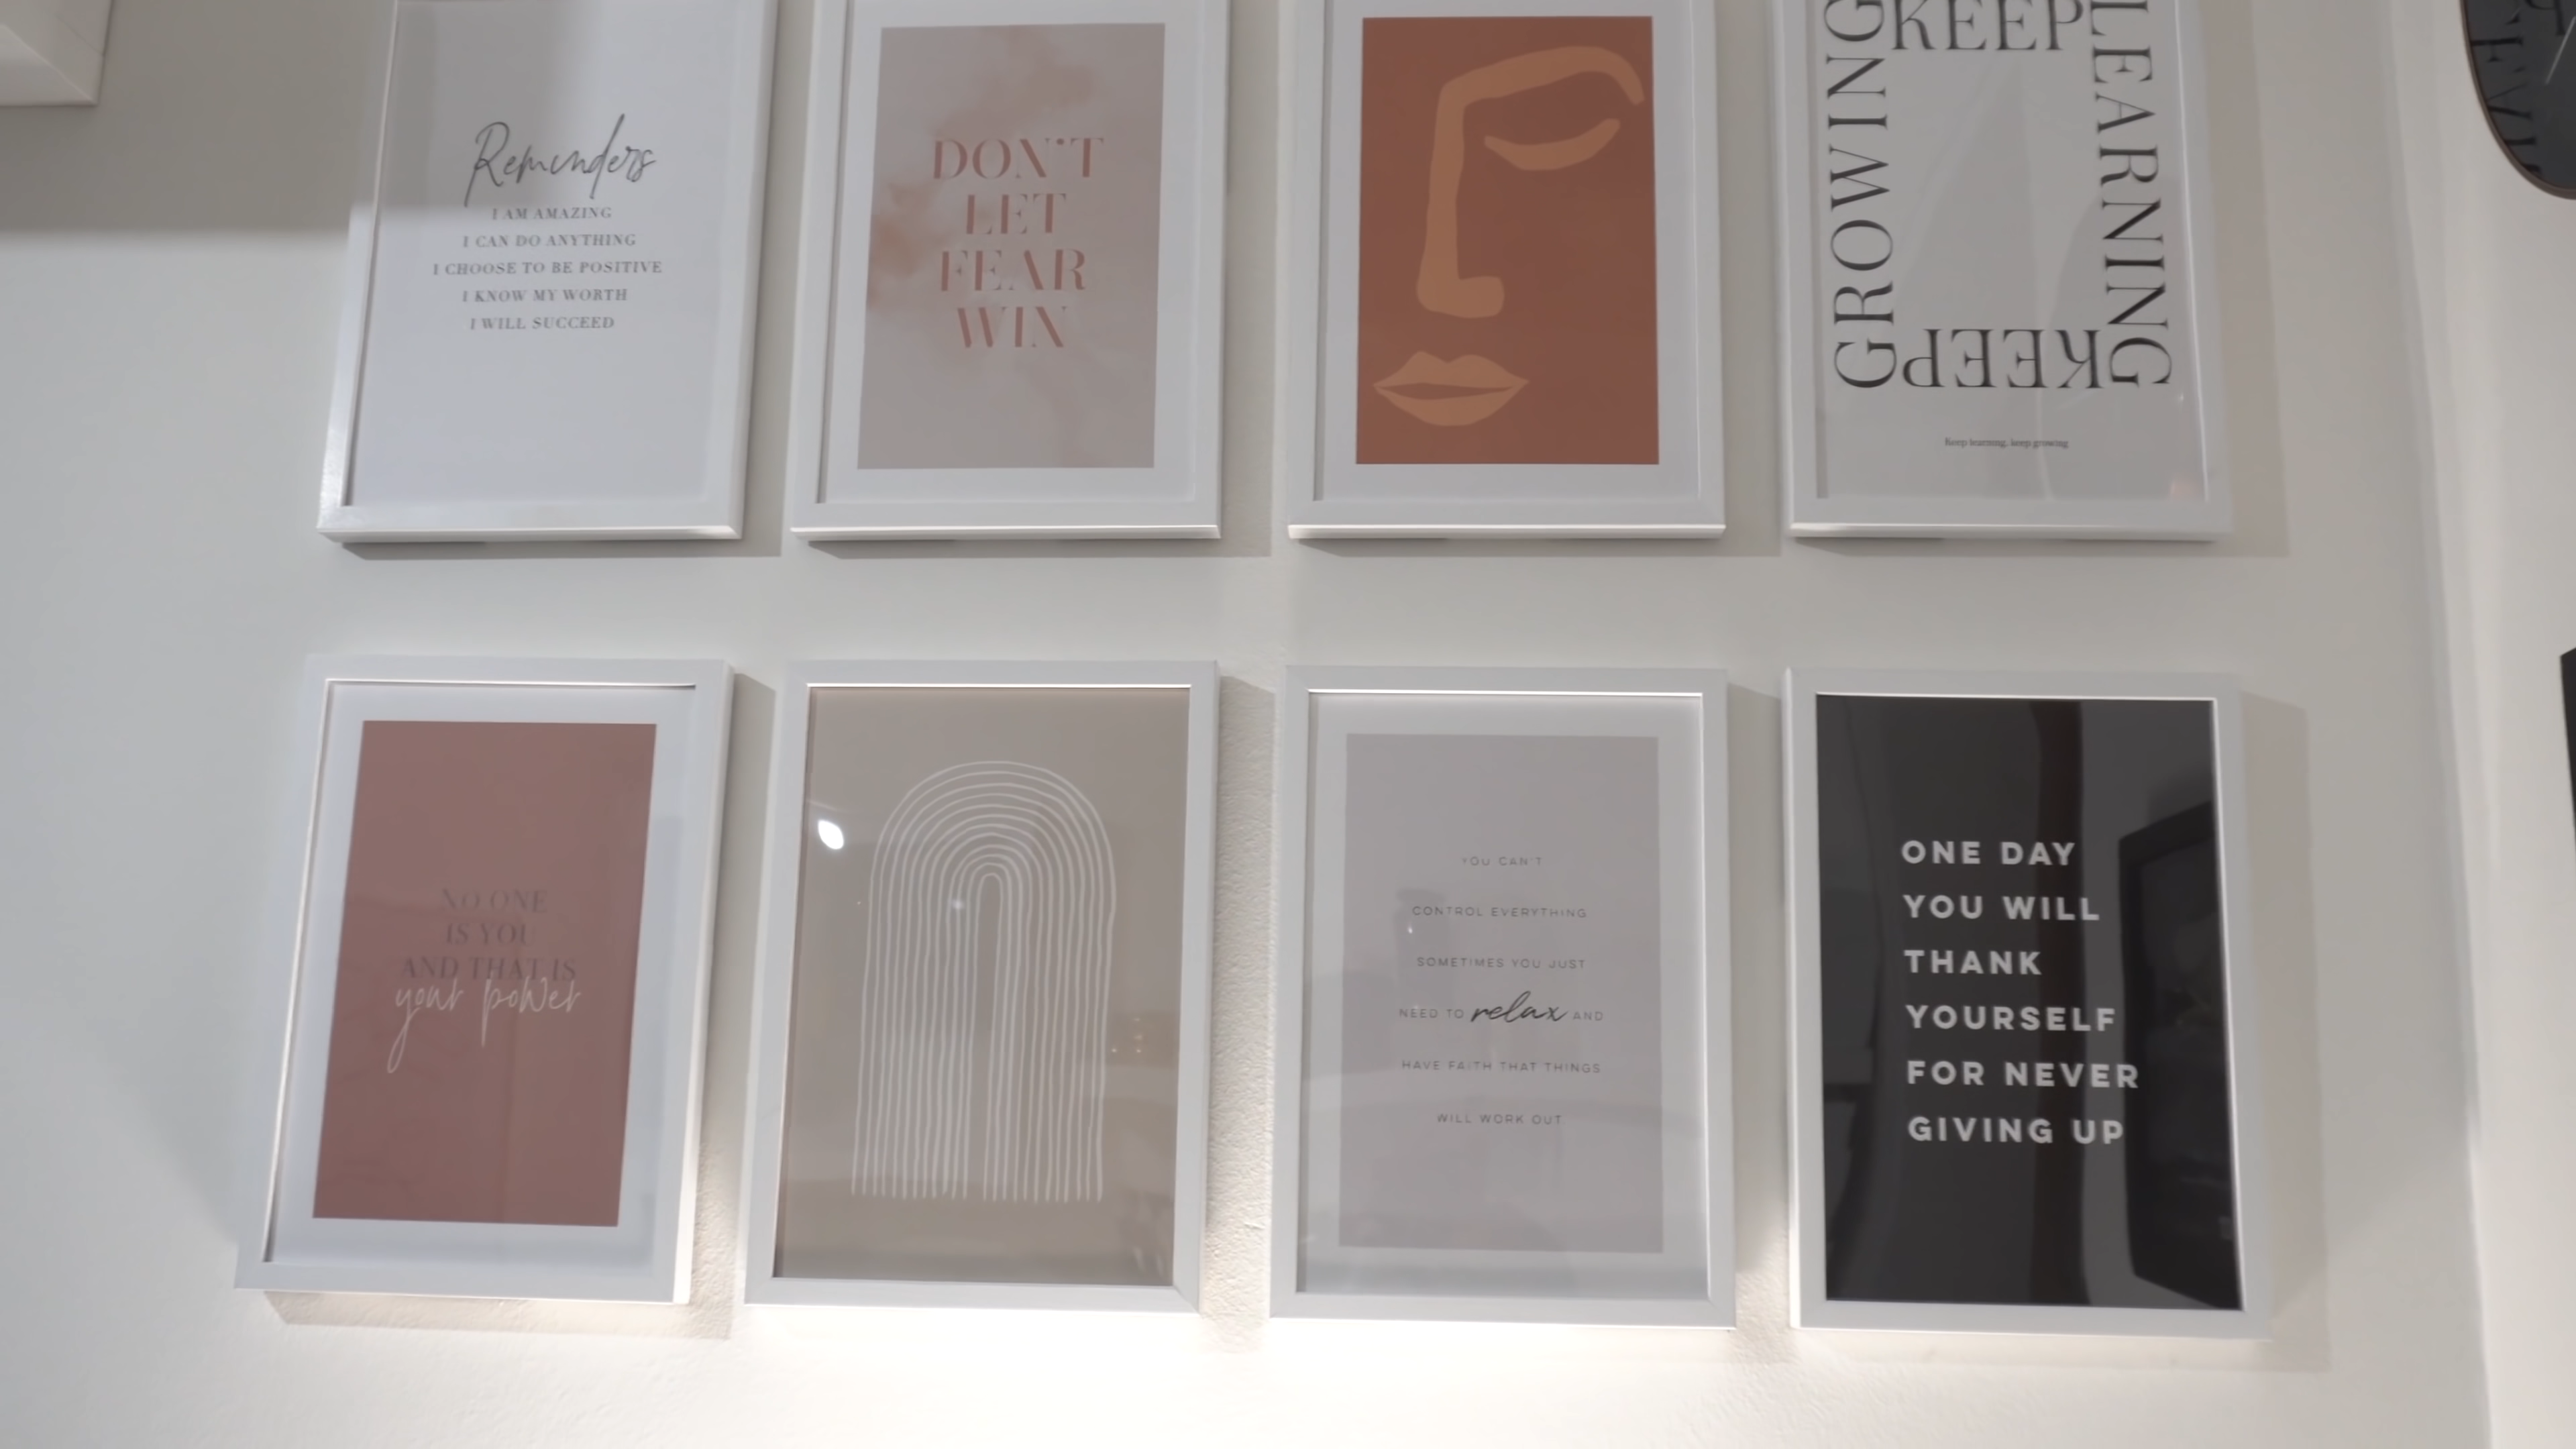 Reminders
I AM AMAZING
I CAN DO ANYTHING
I CHOOSE TO BE POSITIVE
I KNOW MY WORTH
I WILL SUCCEED
DON'T
LET
FEAR
WIN
KEEP
LEARNING
KEEP
GROWING
Keep learning, keep growing
NO ONE
IS YOU
AND THAT IS
your power
YOU CAN'T
CONTROL EVERYTHING
SOMETIMES YOU JUST
NEED TO relax AND
HAVE FAITH THAT THINGS
WILL WORK OUT
ONE DAY
YOU WILL
THANK
YOURSELF
FOR NEVER
GIVING UP